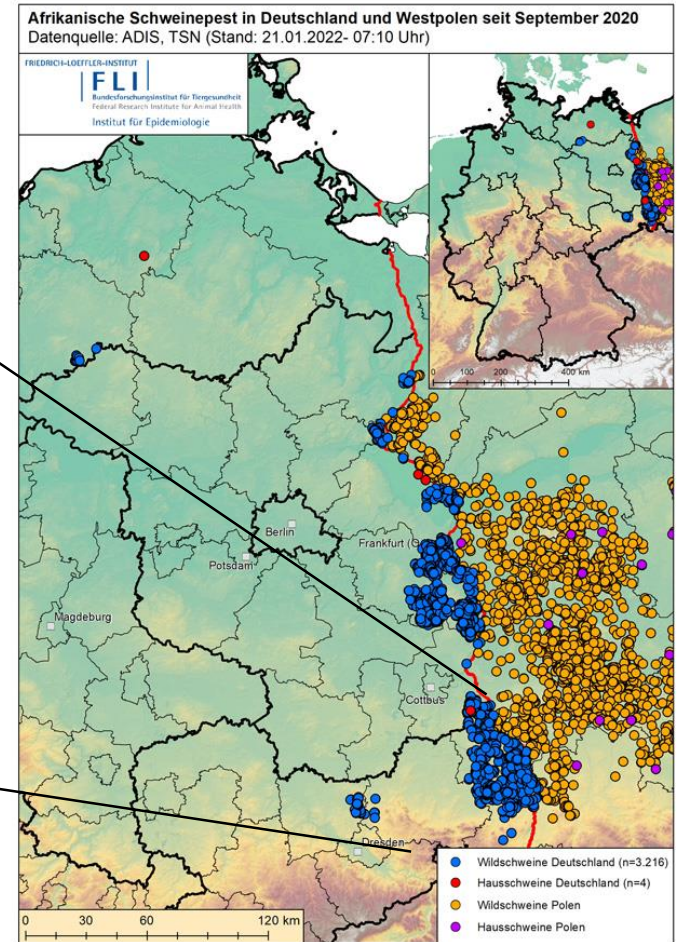 Afrikanische Schweinepest in Deutschland und Westpolen seit September 2020
Datenquelle: ADIS, TSN (Stand: 21.01.2022- 07:10 Uhr)
FRIEDRICH-LOEFFLER-INSTITUT
FLI
Bundesforschungsinstitut für Tiergesundheit
Federal Research Institute for Animal Health
Institut für Epidemiologie
0 100 200 400 km
Berlin
Frankfurt (O
Potsdam
Magdeburg
Cottbus
Dresden
Wildschweine Deutschland (n=3.216)
Hausschweine Deutschland (n=4)
Wildschweine Polen
Hausschweine Polen
0 30 60 120 km